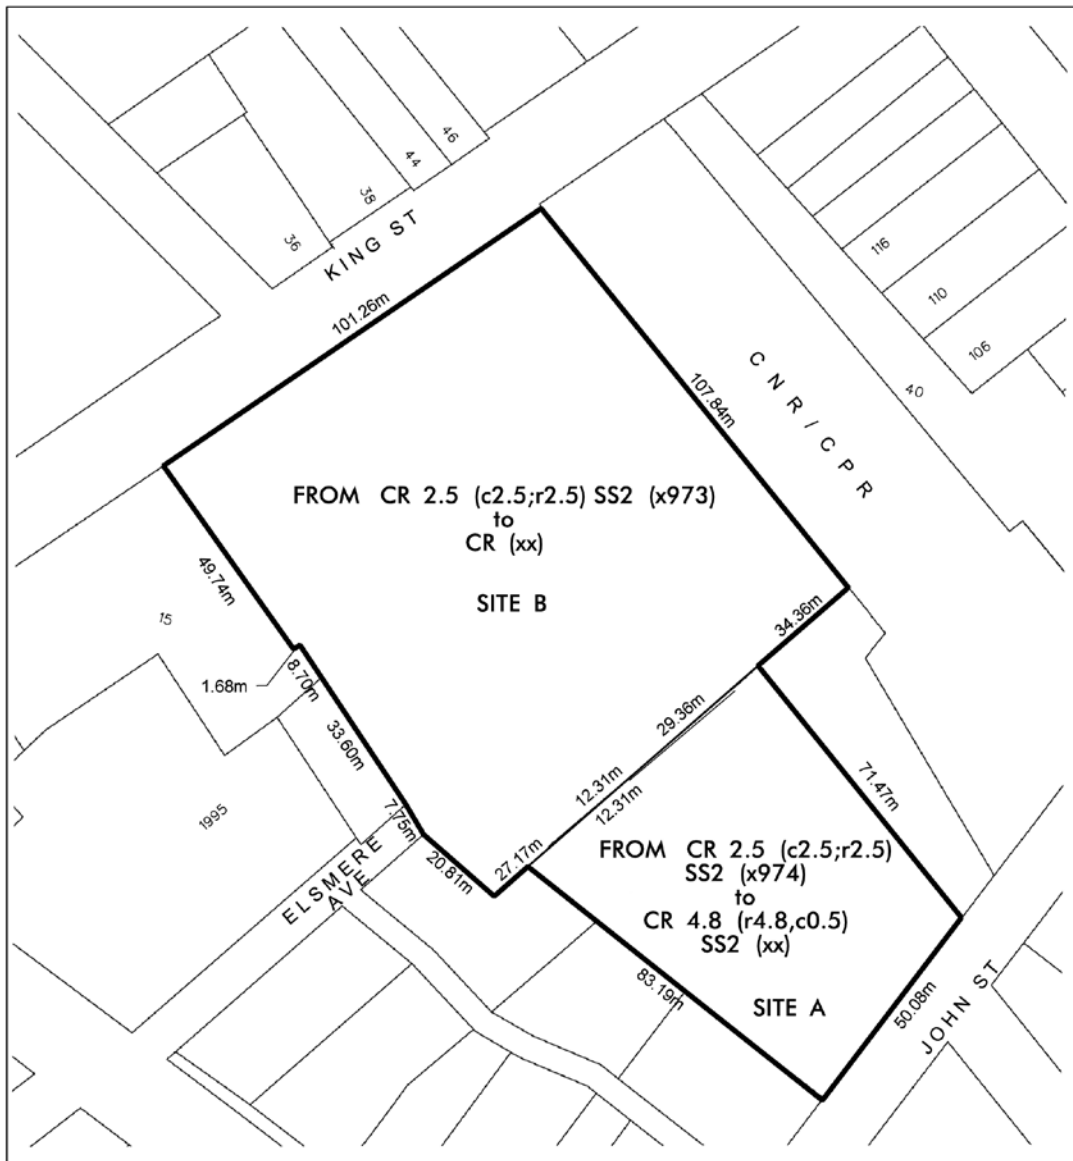 46
44
38
36
KING ST
116
110
106
40
CNR/CPR
101.26m
107.84m
FROM CR 2.5 (c2.5;r2.5) SS2 (x973)
to
CR (xx)
SITE B
49.74m
15
1.68m
8.70m
34.36m
33.60m
29.36m
71.47m
12.31m
12.31m
1995
7.75m
20.81m
27.17m
ELSMERE
AVE
FROM CR 2.5 (c2.5;r2.5)
SS2 (x974)
to
CR 4.8 (r4.8,c0.5)
SS2 (xx)
83.19m
SITE A
50.08m
JOHN ST